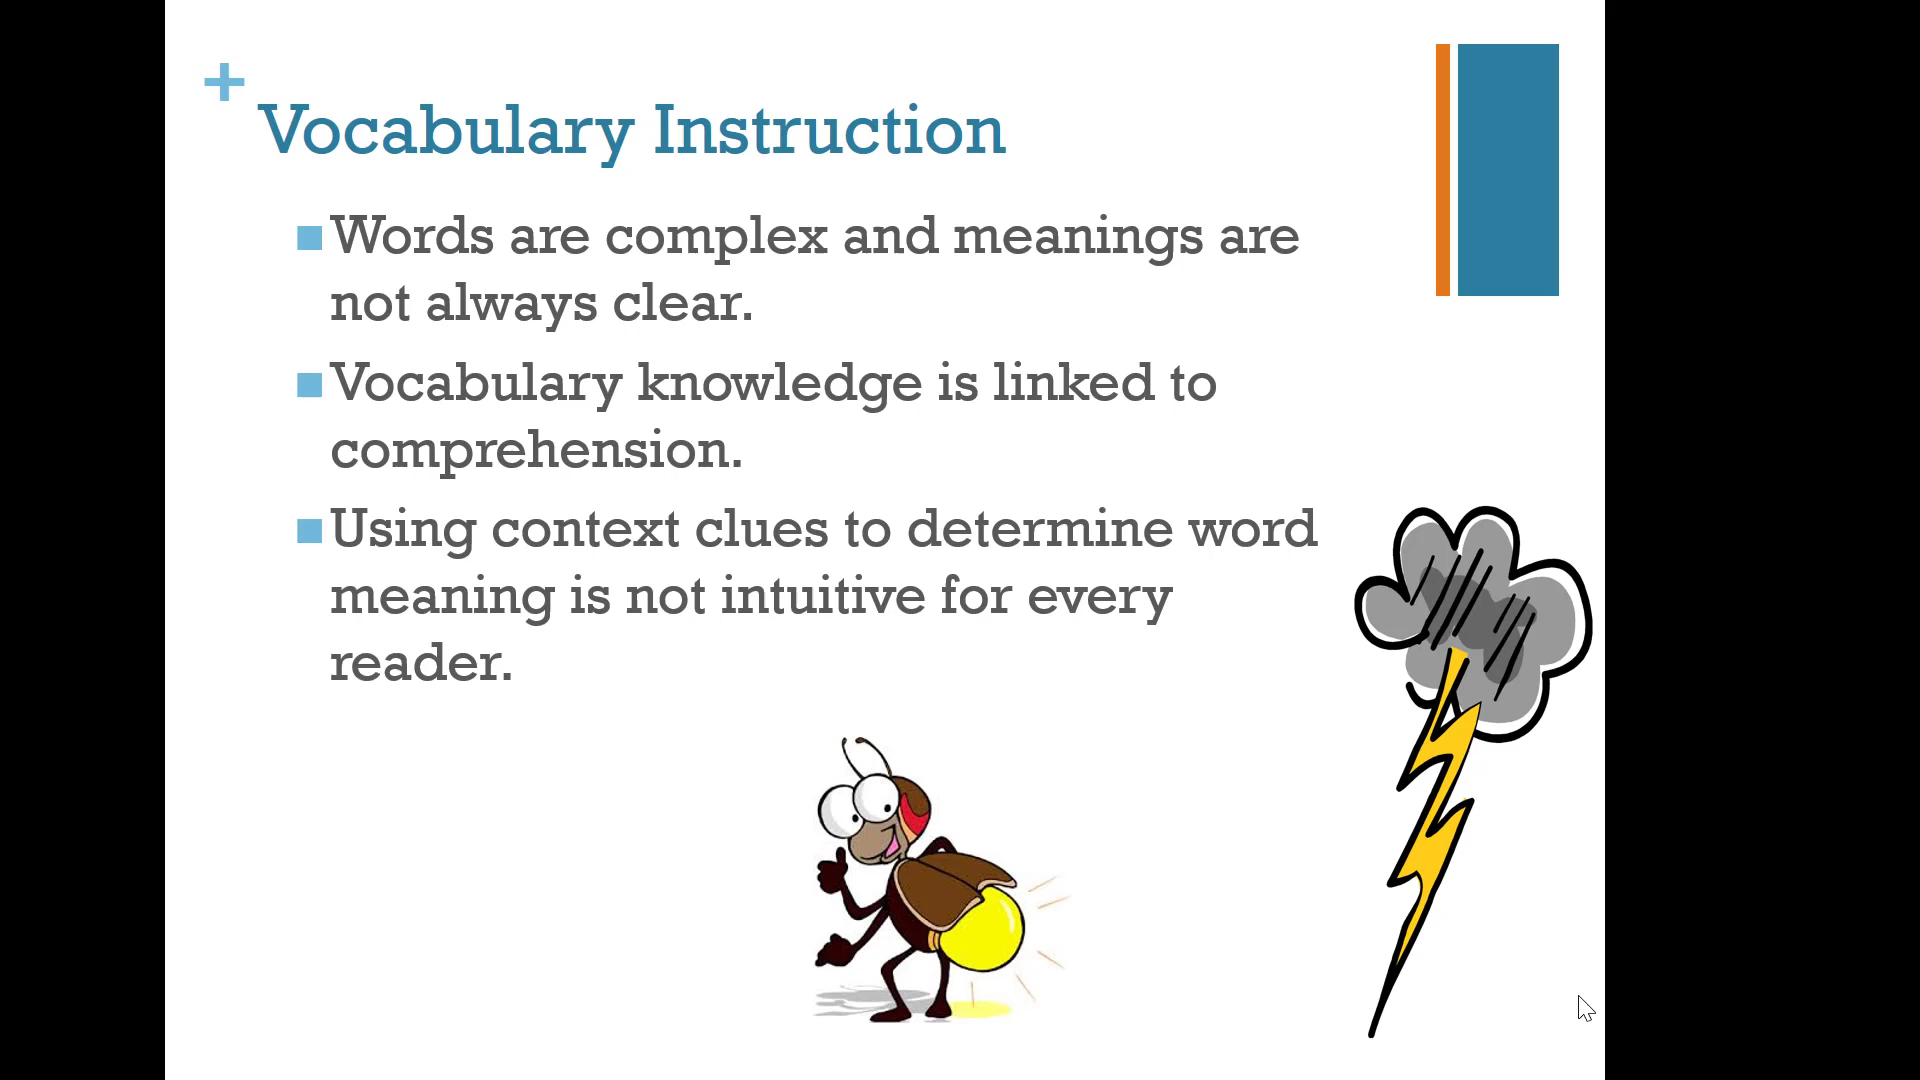 +
Vocabulary Instruction
Words are complex and meanings are
not always clear.
Vocabulary knowledge is linked to
comprehension.
Using context clues to determine word
meaning is not intuitive for every
reader.